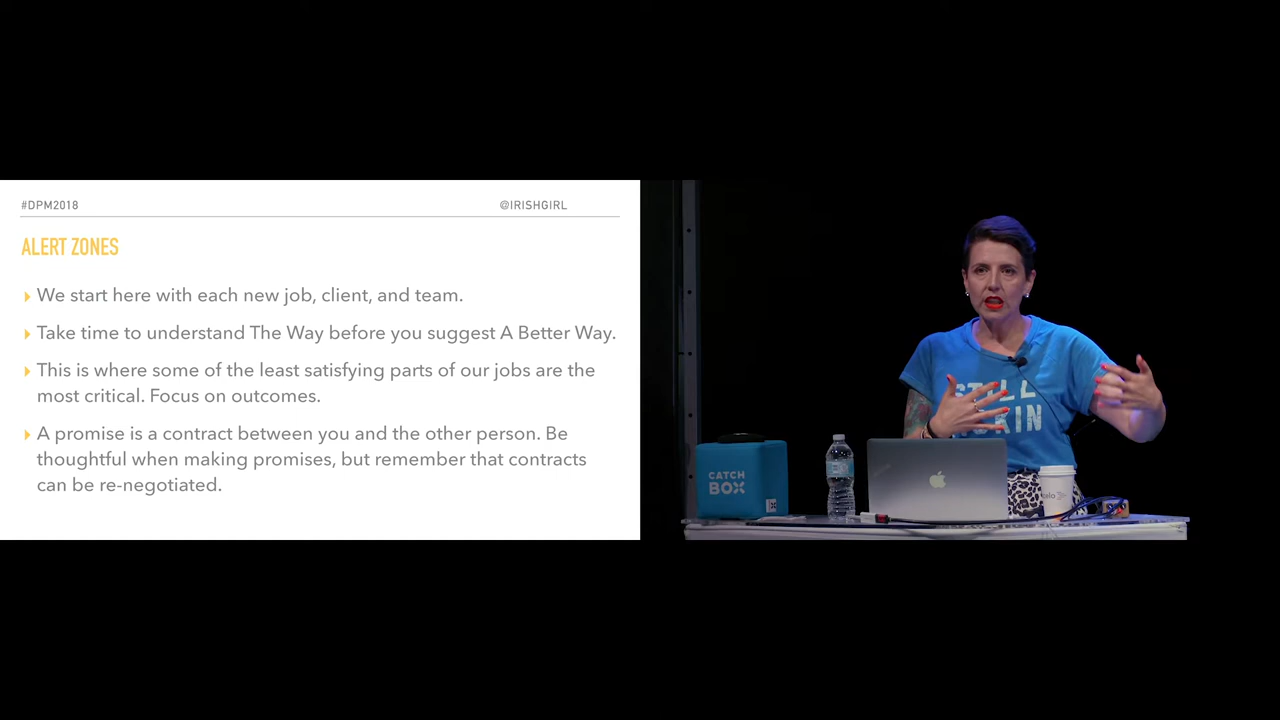 #DPM2018
@IRISHGIRL
ALERT ZONES
We start here with each new job, client, and team.
Take time to understand The Way before you suggest A Better Way.
This is where some of the least satisfying parts of our jobs are the
most critical. Focus on outcomes.
A promise is a contract between you and the other person. Be
thoughtful when making promises, but remember that contracts
can be re-negotiated.
CATCH
BOX